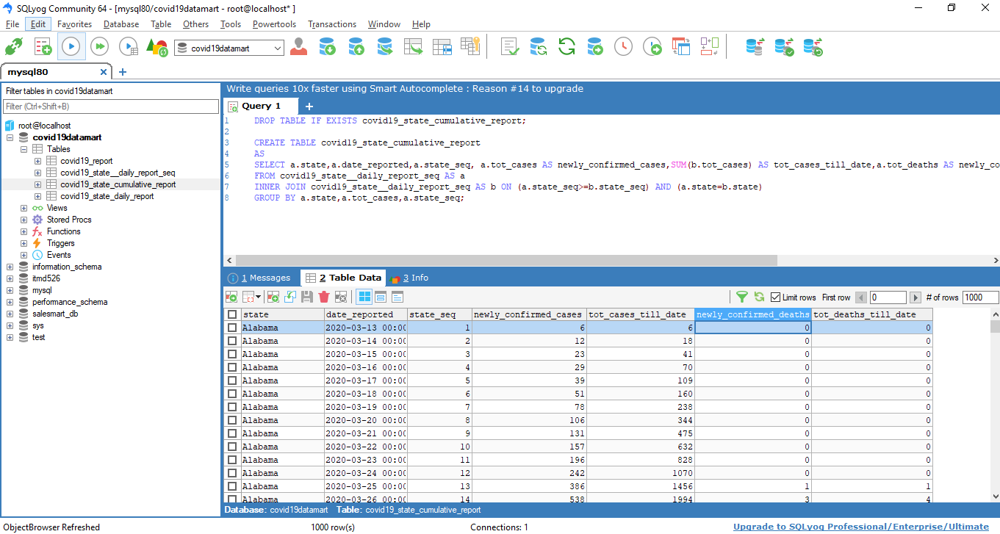 SQLyog Community 64 - [mysql80/covid19datamart - root@localhost* ]
File Edit Favorites Database Table Others Tools Powertools Transactions Window Help
covid19datamart
mysql80
Filter tables in covid19datamart
Filter (Ctrl+Shift+B)
root@localhost
covid19datamart
Tables
covid19_report
covid19_state__daily_report_seq
covid19_state_cumulative_report
covid19_state_daily_report
Views
Stored Procs
Functions
Triggers
Events
information_schema
itmd526
mysql
perfomance_schema
salesmart_db
sys
test
Write queries 10x faster using Smart Autocomplete : Reason #14 to upgrade
Query 1
1 DROP TABLE IF EXISTS covid19_state_cumulative_report;
2
3 CREATE TABLE covid19_state_cumulative_report
4 AS
5 SELECT a.state,a.date_reported,a.state_seq, a.tot_cases AS newly_confirmed_cases,SUM(b.tot_cases) AS tot_cases_till_date,a.tot_deaths AS newly_co
6 FROM covid19_state__daily_report_seq AS a
7 INNER JOIN covid19_state__daily_report_seq AS b ON (a.state_seq>=b.state_seq) AND (a.state=b.state)
8 GROUP BY a.state,a.tot_cases,a.state_seq;
1 Messages 2 Table Data 3 Info
Limit rows First row 0 # of rows 1000
state date_reported state_seq newly_confirmed_cases tot_cases_till_date newly_confirmed_deaths tot_deaths_till_date
Alabama 2020-03-13 00:00 1 6 6 0 0
Alabama 2020-03-14 00:00 2 12 18 0 0
Alabama 2020-03-15 00:00 3 23 41 0 0
Alabama 2020-03-16 00:00 4 29 70 0 0
Alabama 2020-03-17 00:00 5 39 109 0 0
Alabama 2020-03-18 00:00 6 51 160 0 0
Alabama 2020-03-19 00:00 7 78 238 0 0
Alabama 2020-03-20 00:00 8 106 344 0 0
Alabama 2020-03-21 00:00 9 131 475 0 0
Alabama 2020-03-22 00:00 10 157 632 0 0
Alabama 2020-03-23 00:00 11 196 828 0 0
Alabama 2020-03-24 00:00 12 242 1070 0 0
Alabama 2020-03-25 00:00 13 386 1456 1 1
Alabama 2020-03-26 00:00 14 538 1994 3 4
Database: covid19datamart Table: covid19_state_cumulative_report
ObjectBrowser Refreshed 1000 row(s) Connections: 1 Upgrade to SQLyog Professional/Enterprise/Ultimate